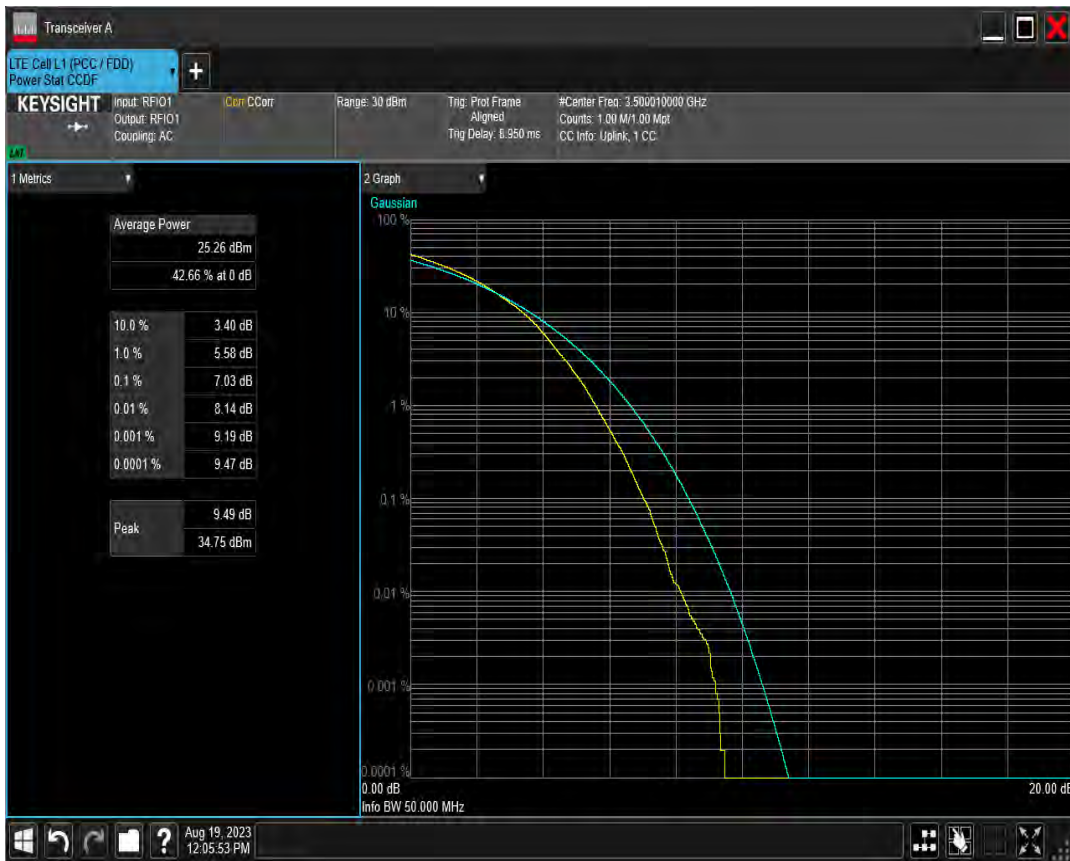 Transceiver A
LTE Cell L1 (PCC / FDD)
Power Stat CCDF
KEYSIGHT
Input: RFIO1
Output: RFIO1
Coupling: AC
Corr CCorr
Range: 30 dBm
Trig: Prot Frame
Aligned
Trig Delay: 8.950 ms
#Center Freq: 3.500010000 GHz
Counts: 1.00 M/1.00 Mpt
CC Info: Uplink, 1 CC
LXI
1 Metrics
Average Power
25.26 dBm
42.66 % at 0 dB
10.0 % 3.40 dB
1.0 % 5.58 dB
0.1 % 7.03 dB
0.01 % 8.14 dB
0.001 % 9.19 dB
0.0001 % 9.47 dB
Peak
9.49 dB
34.75 dBm
2 Graph
Gaussian
100 %
10 %
1 %
0.1 %
0.01 %
0.001 %
0.0001 %
0.00 dB
20.00 dB
Info BW 50.000 MHz
Aug 19, 2023
12:05:53 PM